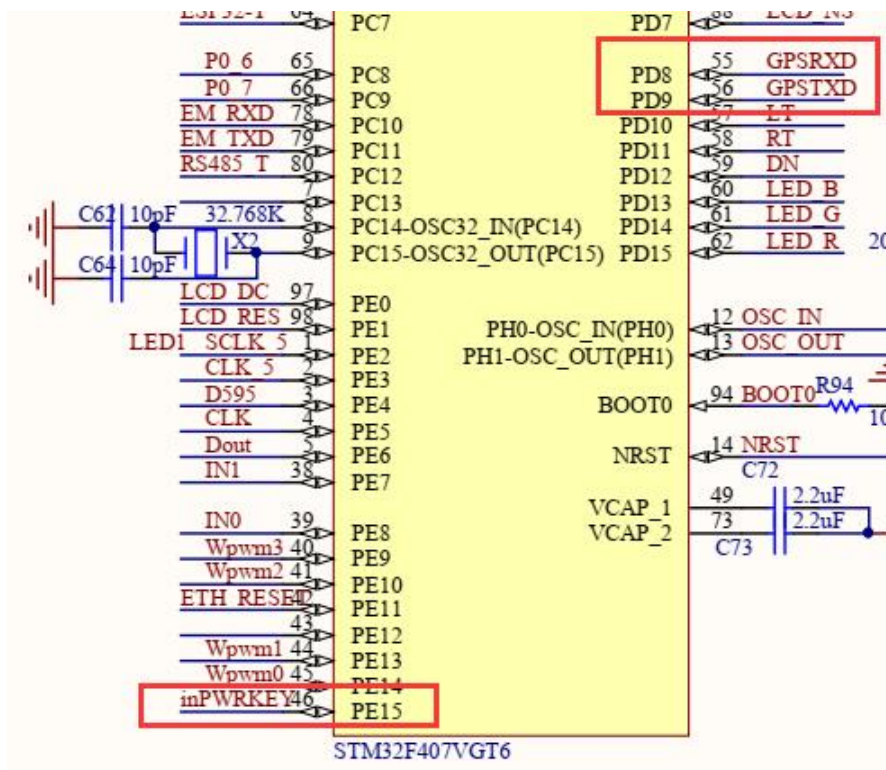 64 PC7 PD7 88
P0_6 65 PC8 PD8 55 GPSRXD
P0_7 66 PC9 PD9 56 GPSTXD
EM_RXD 78 PC10 PD10 57 LT
EM_TXD 79 PC11 PD11 58 RT
RS485_T 80 PC12 PD12 59 DN
7 PC13 PD13 60 LED_B
C62 10pF 32.768K 8 PC14-OSC32_IN(PC14) PD14 61 LED_G
C64 10pF X2 9 PC15-OSC32_OUT(PC15) PD15 62 LED_R 20
LCD_DC 97 PE0
LCD_RES 98 PE1 PH0-OSC_IN(PH0) 12 OSC_IN
LED1 SCLK_5 1 PE2 PH1-OSC_OUT(PH1) 13 OSC_OUT
CLK_5 2 PE3
D595 3 PE4 BOOT0 94 BOOT0 R94 10
CLK 4 PE5
Dout 5 PE6 NRST 14 NRST
IN1 38 PE7
VCAP_1 49 C72 2.2uF
IN0 39 PE8 VCAP_2 73 C73 2.2uF
Wpwm3 40 PE9
Wpwm2 41 PE10
ETH_RESET PE11
43 PE12
Wpwm1 44 PE13
Wpwm0 45 PE14
inPWRKEY 46 PE15
STM32F407VGT6